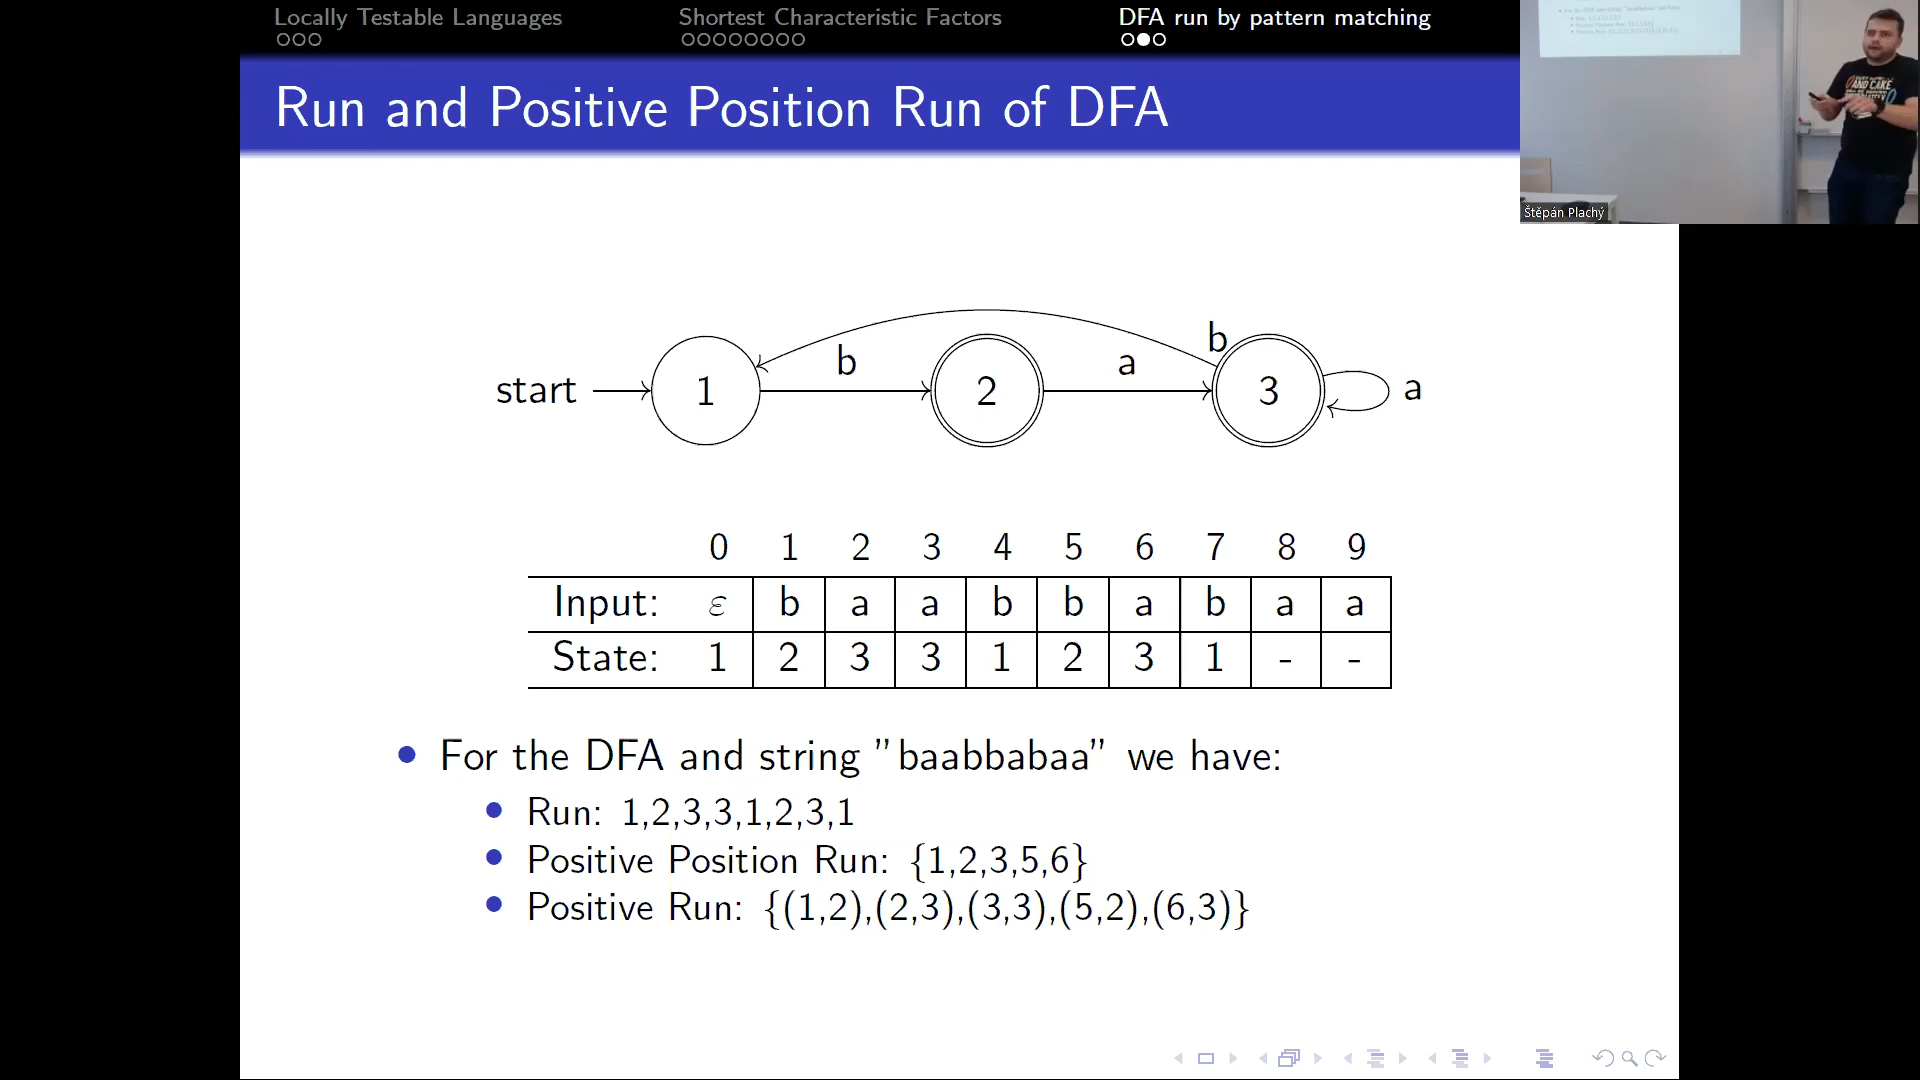 Locally Testable Languages
Shortest Characteristic Factors
DFA run by pattern matching
Run and Positive Position Run of DFA
AND CAKE
Štěpán Plachý
b
start 1 b 2 a 3 a
0 1 2 3 4 5 6 7 8 9
Input: ε b a a b b a b a a
State: 1 2 3 3 1 2 3 1 - -
• For the DFA and string ”baabbabaa” we have:
• Run: 1,2,3,3,1,2,3,1
• Positive Position Run: {1,2,3,5,6}
• Positive Run: {(1,2),(2,3),(3,3),(5,2),(6,3)}